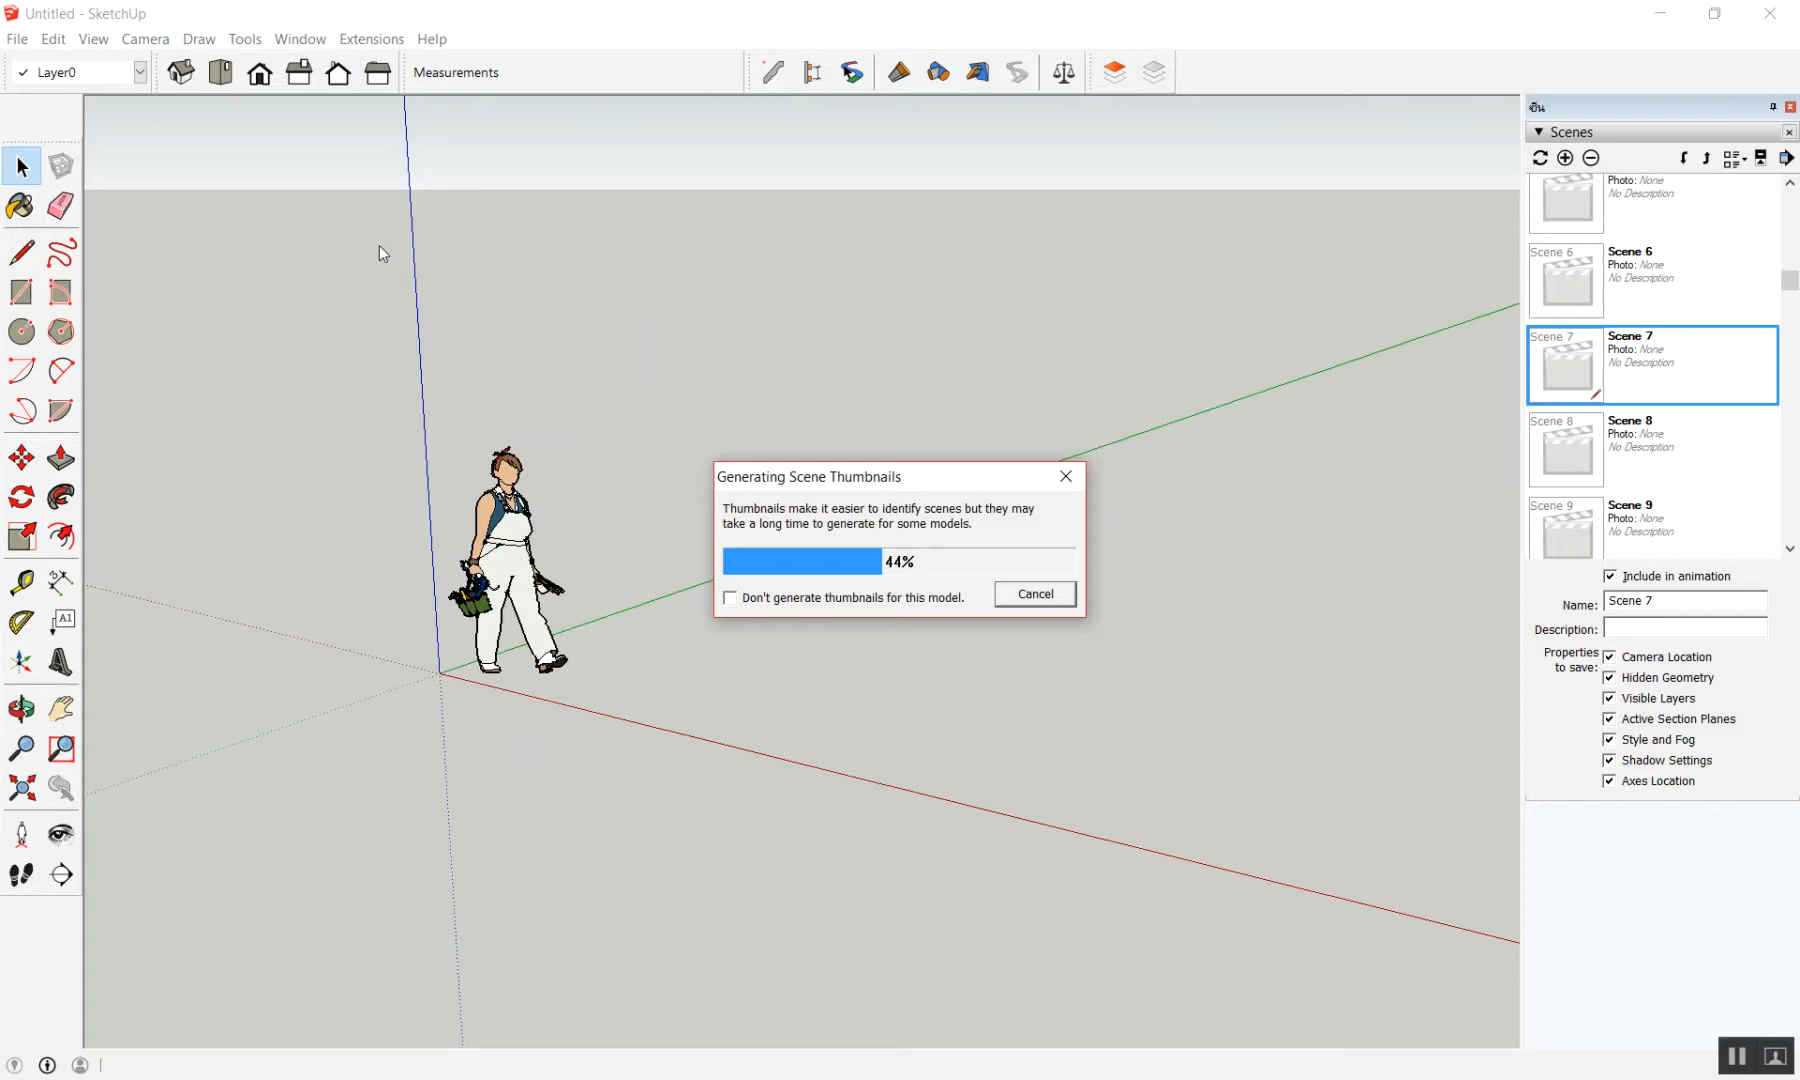 Untitled - SketchUp
File Edit View Camera Draw Tools Window Extensions Help
Layer0
Measurements
ซีน
Scenes
Photo: None
No Description
Scene 6
Scene 6
Photo: None
No Description
Scene 7
Scene 7
Photo: None
No Description
Scene 8
Scene 8
Photo: None
No Description
Scene 9
Scene 9
Photo: None
No Description
Generating Scene Thumbnails
Thumbnails make it easier to identify scenes but they may
take a long time to generate for some models.
44%
Don't generate thumbnails for this model.
Cancel
Include in animation
Name: Scene 7
Description:
Properties
to save:
Camera Location
Hidden Geometry
Visible Layers
Active Section Planes
Style and Fog
Shadow Settings
Axes Location